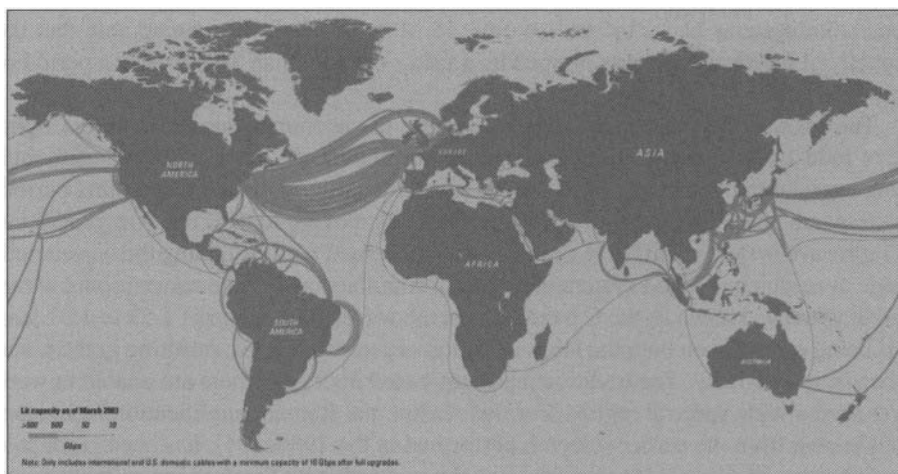 NORTH
AMERICA
EUROPE
ASIA
AFRICA
SOUTH
AMERICA
AUSTRALIA
Lit capacity as of March 2003
>500 500 50 10
Gbps
Note: Only includes international and U.S. domestic cables with a minimum capacity of 10 Gbps after full upgrades.